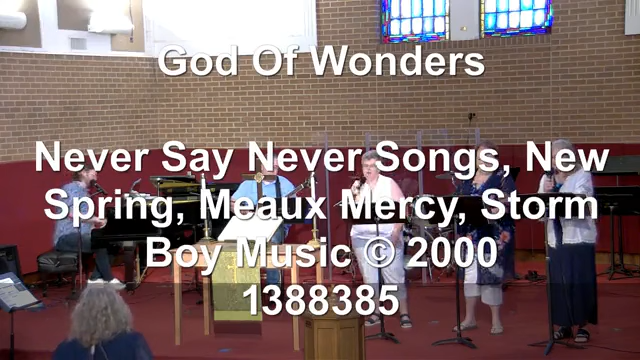 God Of Wonders
Never Say Never Songs, New
Spring, Meaux Mercy, Storm
Boy Music © 2000
1388385